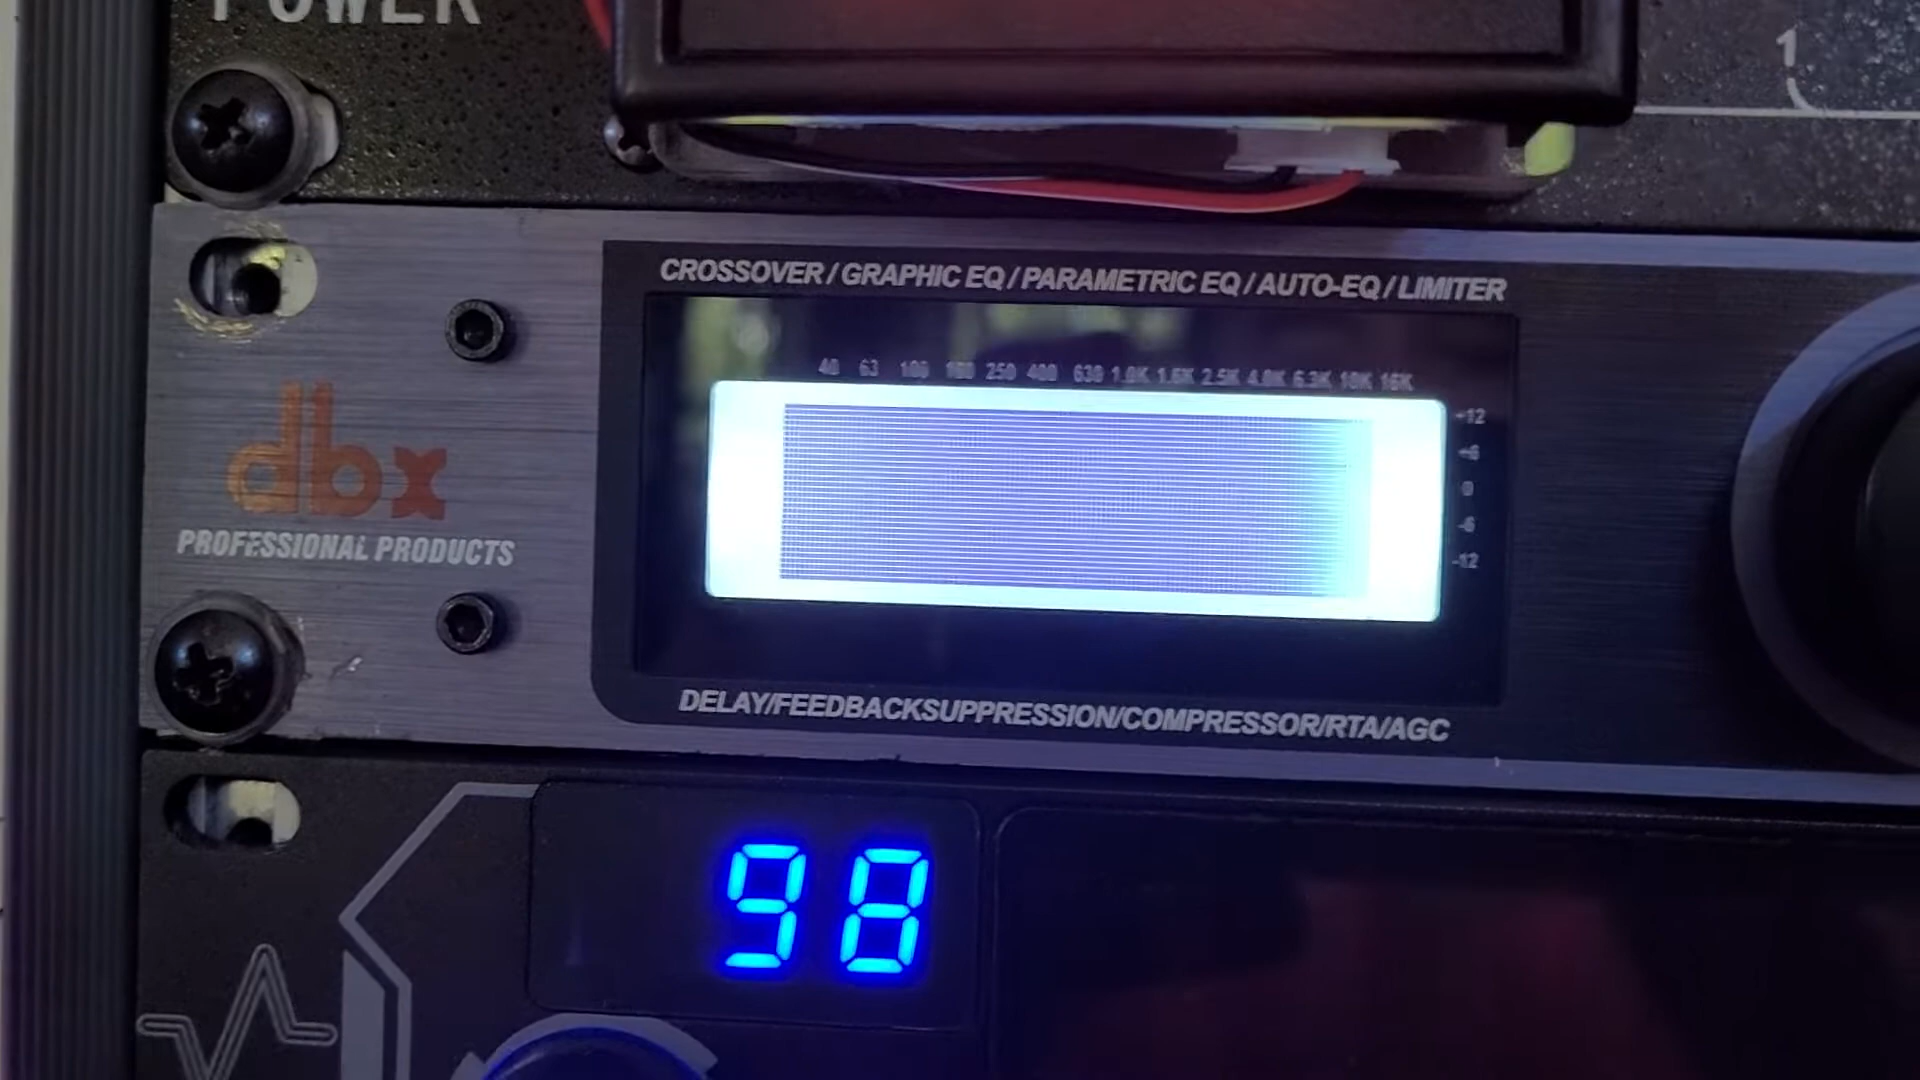 POWER
1
CROSSOVER / GRAPHIC EQ / PARAMETRIC EQ / AUTO-EQ / LIMITER
40 63 100 160 250 400 630 1.0K 1.6K 2.5K 4.0K 6.3K 10K 16K
+12
+6
0
-6
-12
dbx
PROFESSIONAL PRODUCTS
DELAY/FEEDBACKSUPPRESSION/COMPRESSOR/RTA/AGC
98